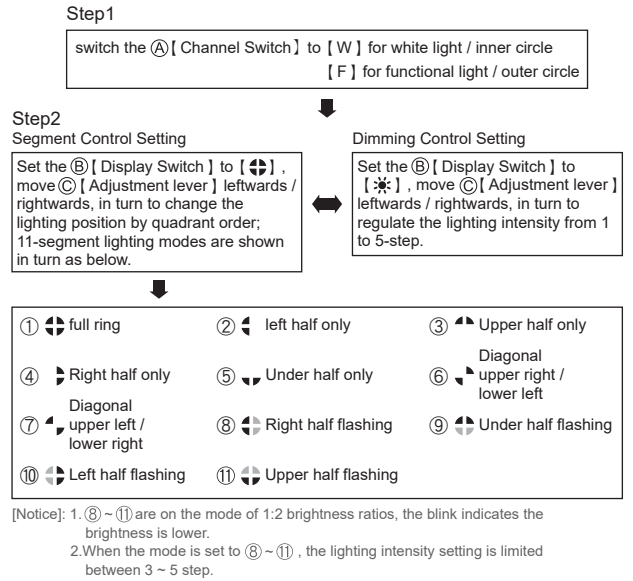 Step1
switch the Ⓐ【Channel Switch】 to【W】for white light / inner circle
【F】for functional light / outer circle
Step2
Segment Control Setting
Set the Ⓑ【Display Switch】to【 】,
move Ⓒ【Adjustment lever】leftwards /
rightwards, in turn to change the
lighting position by quadrant order;
11-segment lighting modes are shown
in turn as below.
Dimming Control Setting
Set the Ⓑ【Display Switch】to
【 】, move Ⓒ【Adjustment lever】
leftwards / rightwards, in turn to
regulate the lighting intensity from 1
to 5-step.
① full ring
② left half only
③ Upper half only
④ Right half only
⑤ Under half only
⑥ Diagonal
upper right /
lower left
⑦ Diagonal
upper left /
lower right
⑧ Right half flashing
⑨ Under half flashing
⑩ Left half flashing
⑪ Upper half flashing
[Notice]: 1. ⑧ ~ ⑪ are on the mode of 1:2 brightness ratios, the blink indicates the
brightness is lower.
2.When the mode is set to ⑧ ~ ⑪ , the lighting intensity setting is limited
between 3 ~ 5 step.